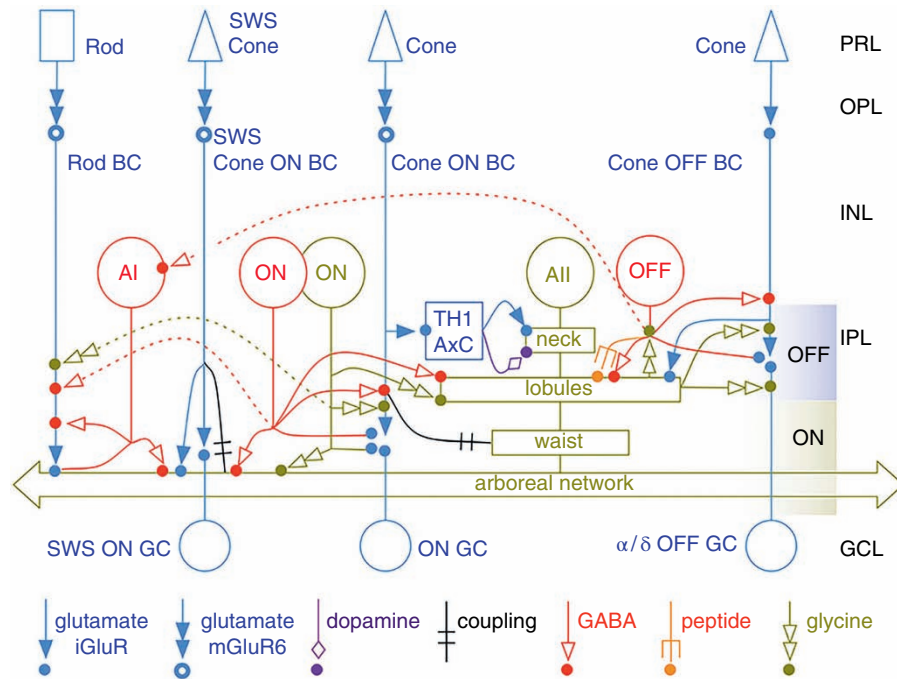 Rod
SWS
Cone
Cone
Cone
PRL
OPL
Rod BC
SWS
Cone ON BC
Cone ON BC
Cone OFF BC
INL
AI
ON
ON
AII
OFF
TH1
AxC
neck
lobules
waist
arboreal network
OFF
IPL
ON
SWS ON GC
ON GC
α/δ OFF GC
GCL
glutamate
iGluR
glutamate
mGluR6
dopamine
coupling
GABA
peptide
glycine